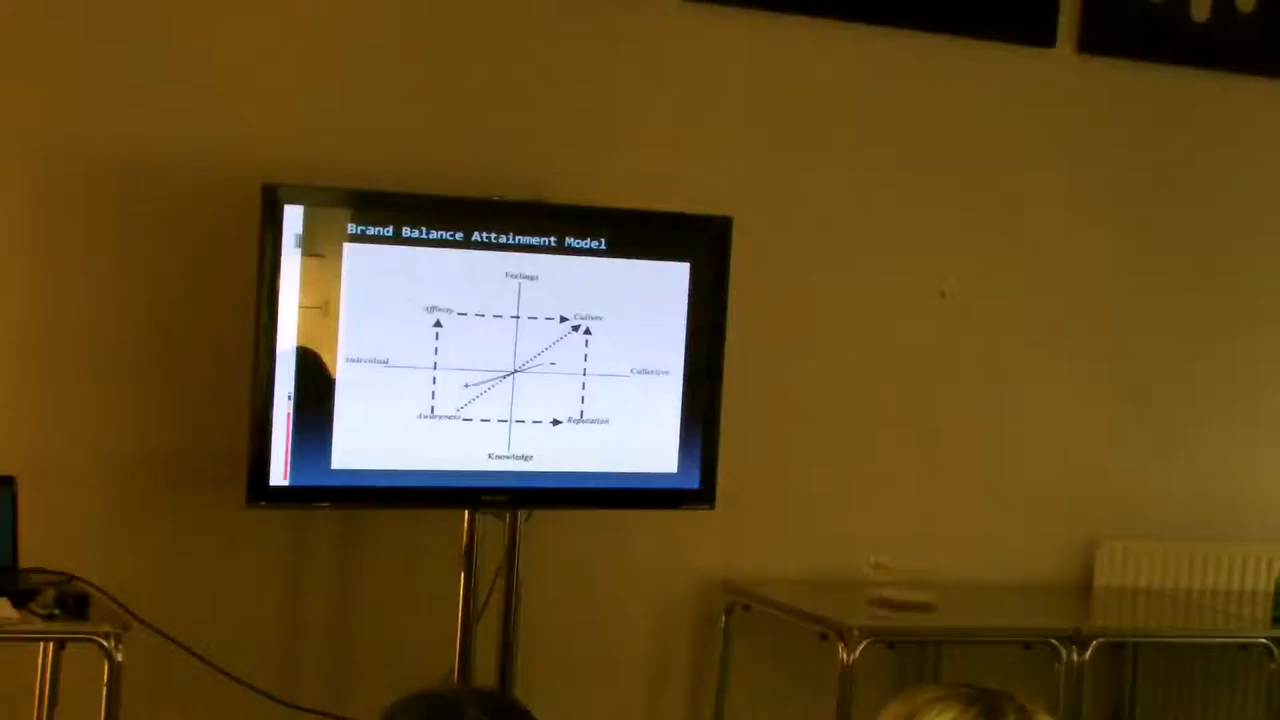 Brand Balance Attainment Model
Feelings
Affinity
Culture
Individual
Collective
+
–
Awareness
Reputation
Knowledge